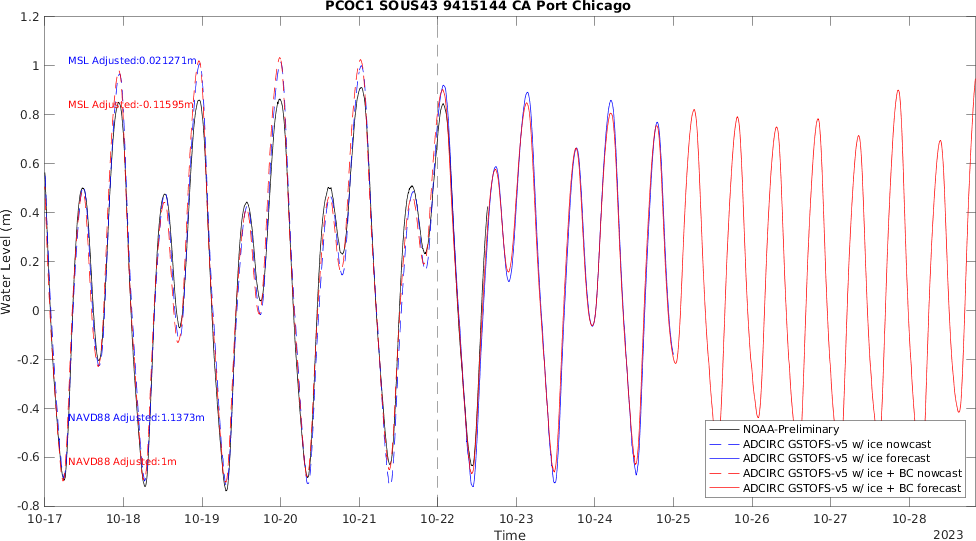 PCOC1 SOUS43 9415144 CA Port Chicago
1.2
1
0.8
0.6
0.4
0.2
0
-0.2
-0.4
-0.6
-0.8
Water Level (m)
MSL Adjusted:0.021271m
MSL Adjusted:-0.11595m
NAVD88 Adjusted:1.1373m
NAVD88 Adjusted:1m
NOAA-Preliminary
ADCIRC GSTOFS-v5 w/ ice nowcast
ADCIRC GSTOFS-v5 w/ ice forecast
ADCIRC GSTOFS-v5 w/ ice + BC nowcast
ADCIRC GSTOFS-v5 w/ ice + BC forecast
10-17 10-18 10-19 10-20 10-21 10-22 10-23 10-24 10-25 10-26 10-27 10-28
Time
2023